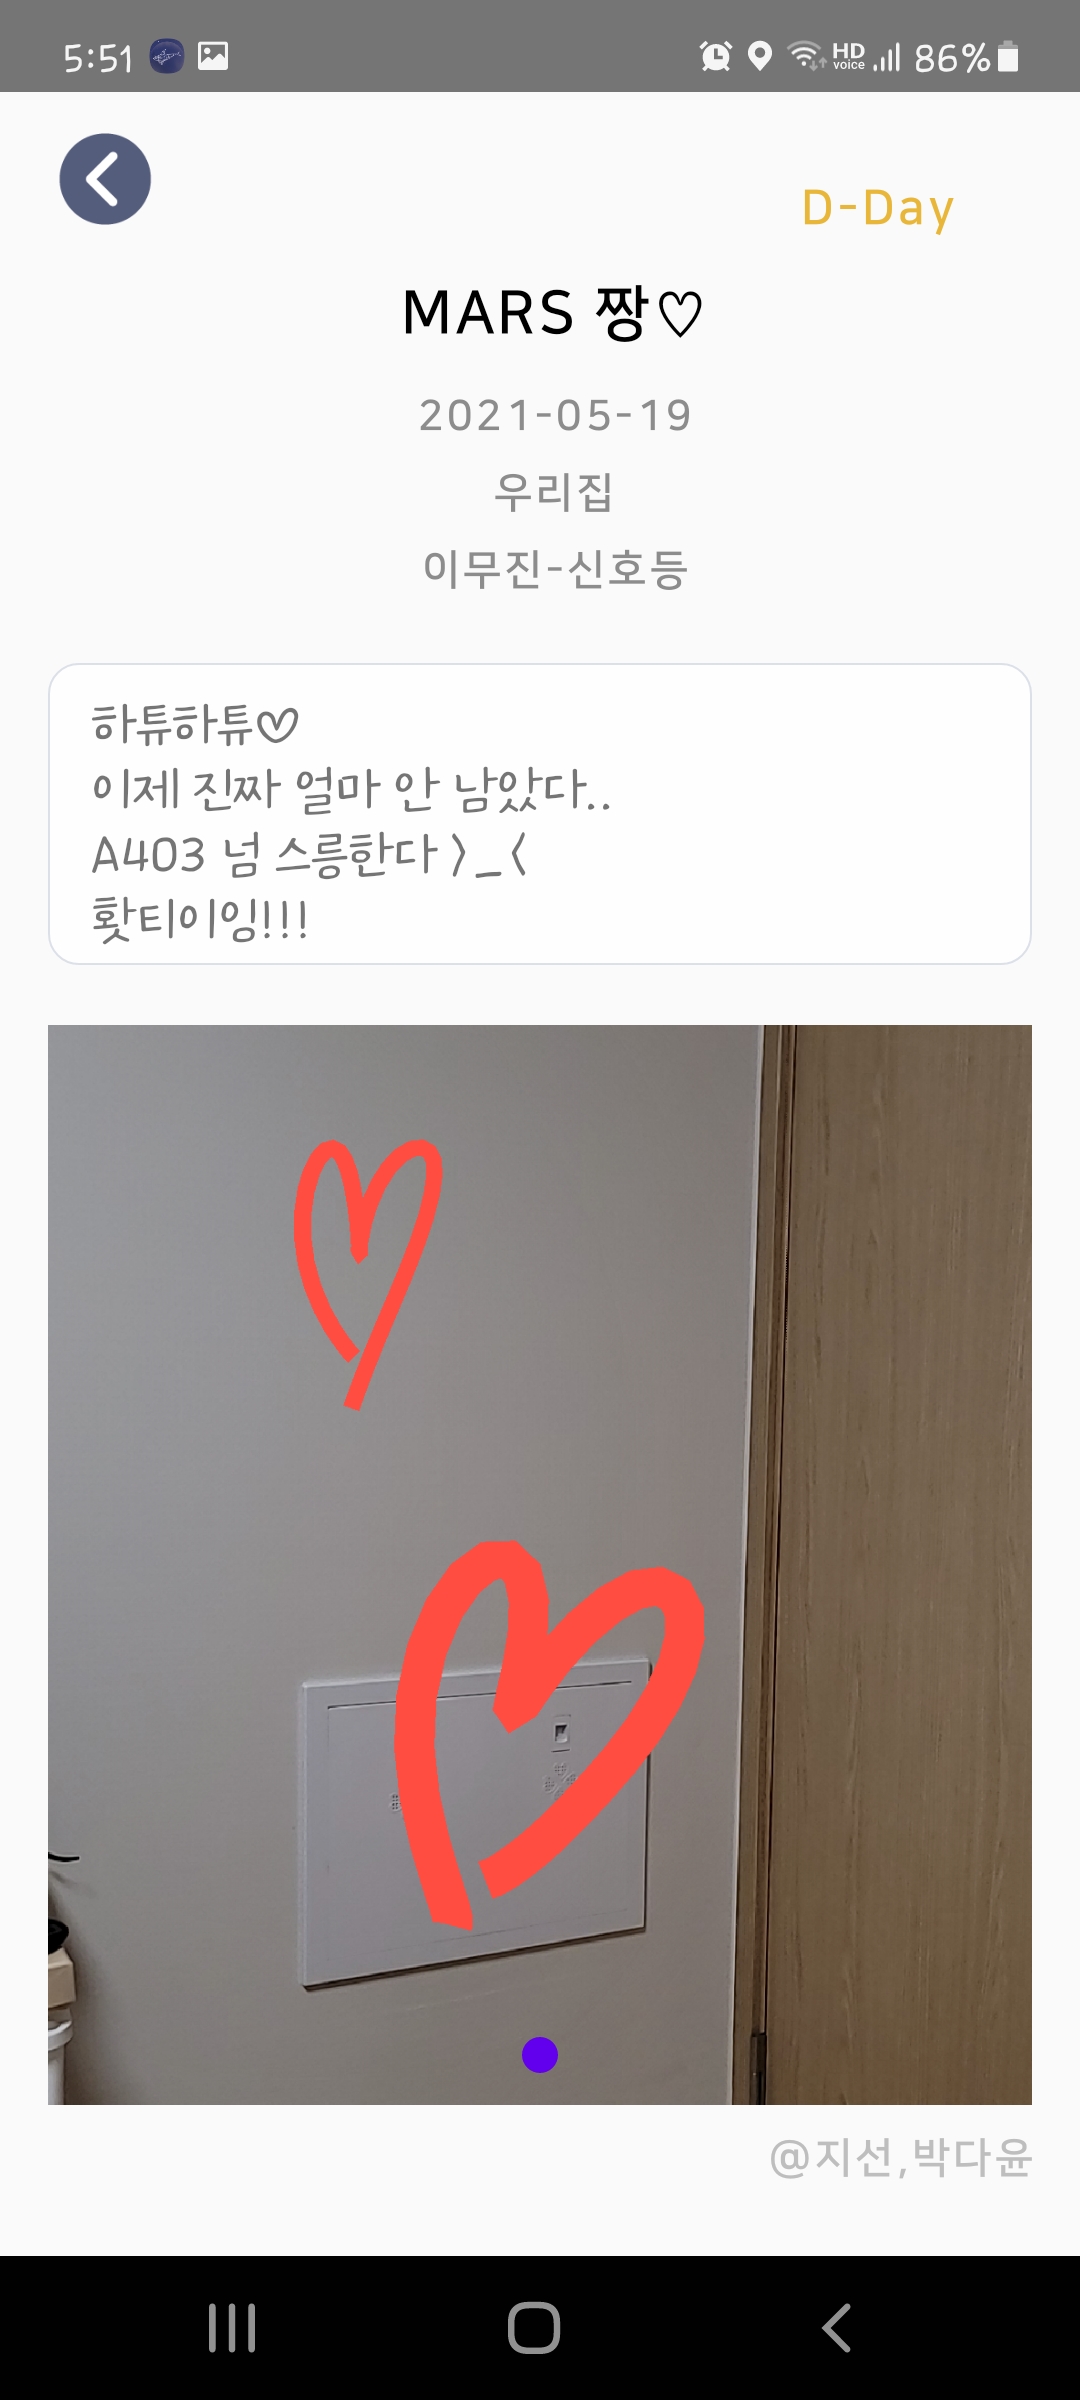 5:51 HD voice 86%
D-Day
MARS 짱♡
2021-05-19
우리집
이무진-신호등
하튜하튜♡
이제 진짜 얼마 안 남았다..
A403 넘 스릉한다 >_<
홧티이잉!!!
@지선,박다윤